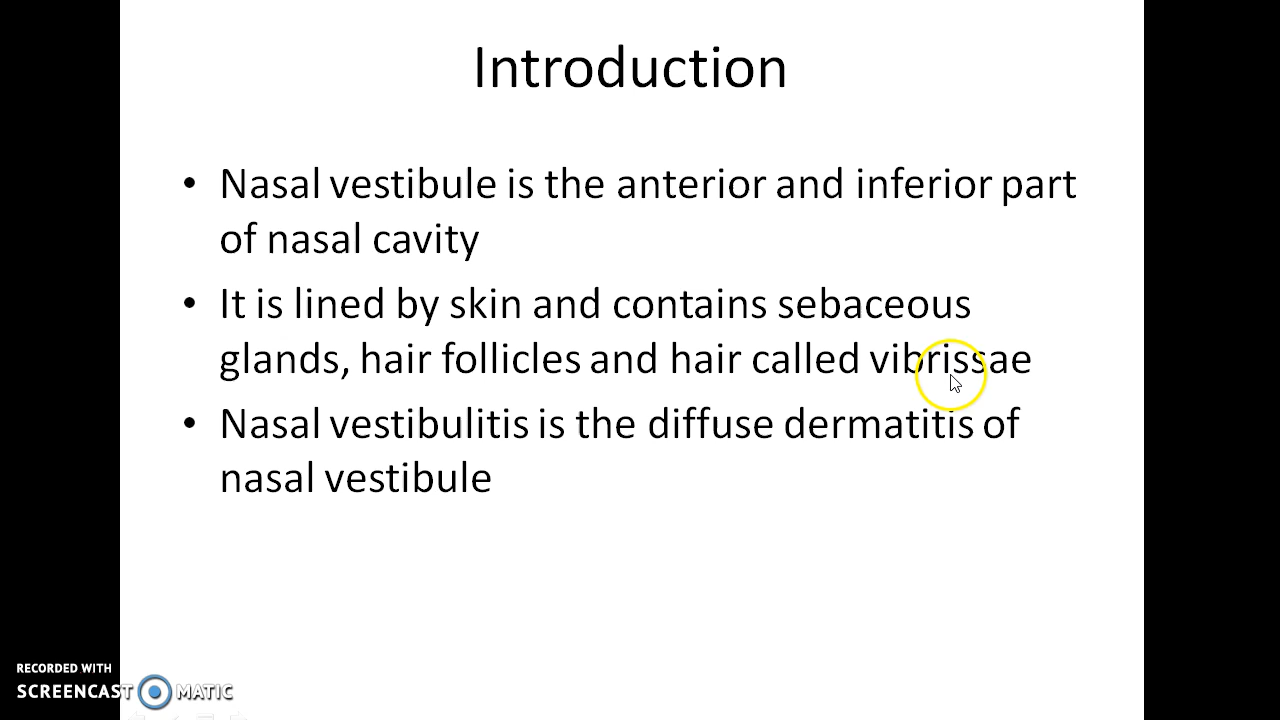 Introduction
• Nasal vestibule is the anterior and inferior part
of nasal cavity
• It is lined by skin and contains sebaceous
glands, hair follicles and hair called vibrissae
• Nasal vestibulitis is the diffuse dermatitis of
nasal vestibule
RECORDED WITH
SCREENCAST MATIC